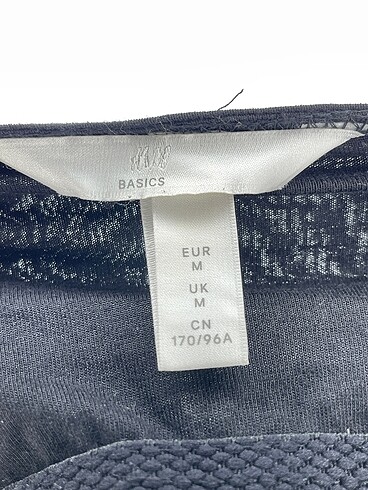 H&M
BASICS
EUR
M
UK
M
CN
170/96A